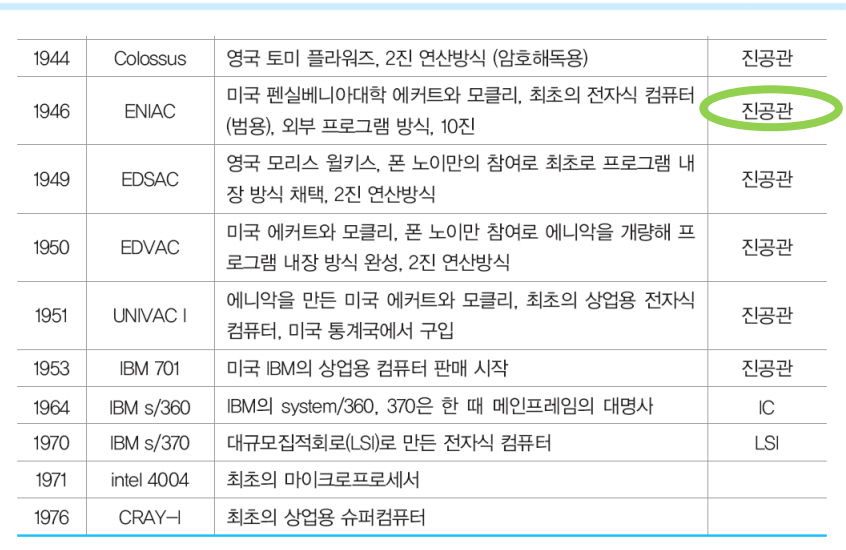 1944 Colossus 영국 토미 플라워즈, 2진 연산방식 (암호해독용) 진공관
1946 ENIAC 미국 펜실베니아대학 에커트와 모클리, 최초의 전자식 컴퓨터
(범용), 외부 프로그램 방식, 10진 진공관
1949 EDSAC 영국 모리스 윌키스, 폰 노이만의 참여로 최초로 프로그램 내
장 방식 채택, 2진 연산방식 진공관
1950 EDVAC 미국 에커트와 모클리, 폰 노이만 참여로 에니악을 개량해 프
로그램 내장 방식 완성, 2진 연산방식 진공관
1951 UNIVAC I 에니악을 만든 미국 에커트와 모클리, 최초의 상업용 전자식
컴퓨터, 미국 통계국에서 구입 진공관
1953 IBM 701 미국 IBM의 상업용 컴퓨터 판매 시작 진공관
1964 IBM s/360 IBM의 system/360, 370은 한 때 메인프레임의 대명사 IC
1970 IBM s/370 대규모집적회로(LSI)로 만든 전자식 컴퓨터 LSI
1971 intel 4004 최초의 마이크로프로세서
1976 CRAY-I 최초의 상업용 슈퍼컴퓨터